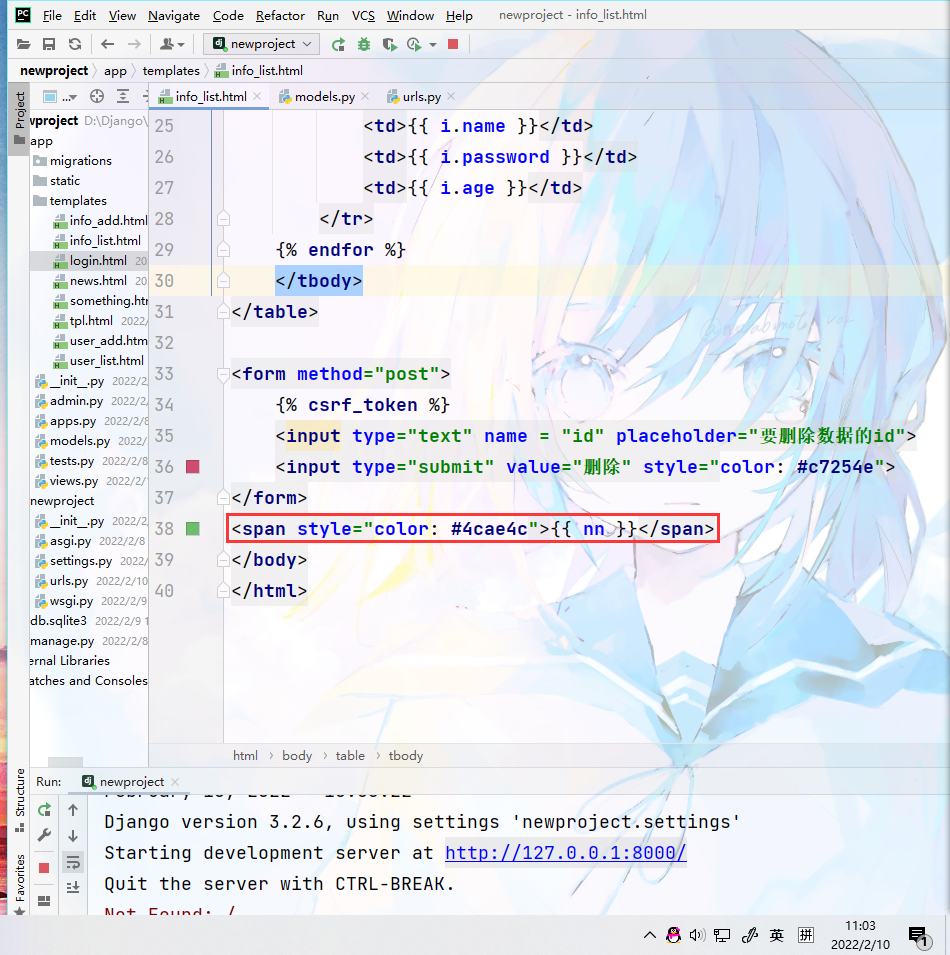 File Edit View Navigate Code Refactor Run VCS Window Help newproject - info_list.html
newproject
newproject app templates info_list.html
Project
... info_list.html models.py urls.py
D:\Django\
app
migrations
static
templates
info_add.html
info_list.html
login.html 20
news.html 20
tpl.html 2022/
user_list.html
__init__.py 2022/2/
admin.py 2022/2/
apps.py 2022/2/
models.py 2022/2/
tests.py 2022/2/8
views.py 2022/2/
newproject
__init__.py 2022/2/
asgi.py 2022/2/
settings.py 2022/
urls.py 2022/2/10
wsgi.py 2022/2/9
db.sqlite3 2022/2/9 1
manage.py 2022/2/8
ernal Libraries
atches and Consoles
25 <td>{{ i.name }}</td>
26 <td>{{ i.password }}</td>
27 <td>{{ i.age }}</td>
28 </tr>
29 {% endfor %}
30 </tbody>
31 </table>
32
33 <form method="post">
34 {% csrf_token %}
35 <input type="text" name = "id" placeholder="要删除数据的id">
36 <input type="submit" value="删除" style="color: #c7254e">
37 </form>
38 <span style="color: #4cae4c">{{ nn }}</span>
39 </body>
40 </html>
html body table tbody
Structure
Favorites
Run: newproject
Django version 3.2.6, using settings 'newproject.settings'
Starting development server at http://127.0.0.1:8000/
Quit the server with CTRL-BREAK.
Not Found: /
英 拼 11:03
2022/2/10
1